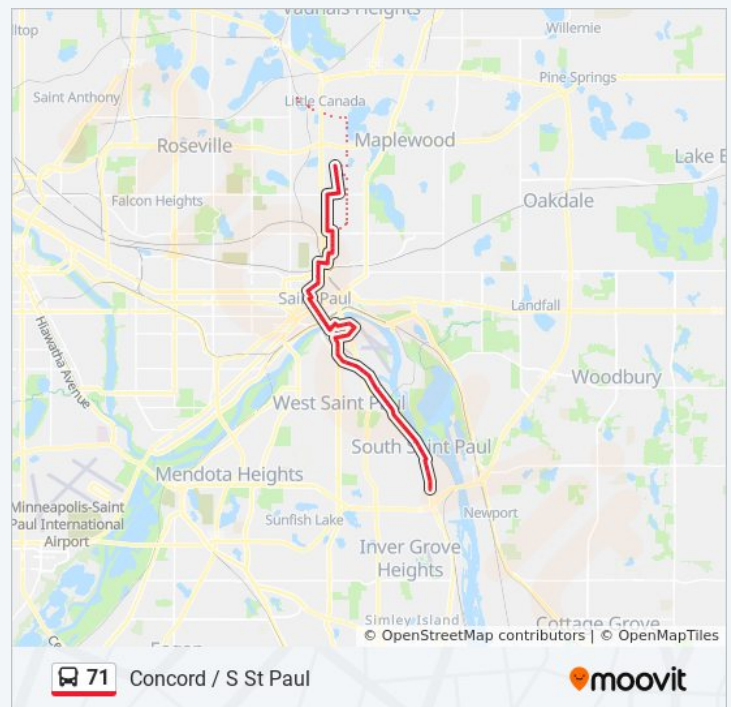 Vadnais Heights
Willernie
Pine Springs
Saint Anthony
Little Canada
Maplewood
Roseville
Lake E
Falcon Heights
Oakdale
Saint Paul
Landfall
Hiawatha Avenue
Woodbury
West Saint Paul
South Saint Paul
Mendota Heights
Minneapolis-Saint
Paul International
Airport
Sunfish Lake
Newport
Inver Grove
Heights
Simley Island
Cottage Grove
Eagan
© OpenStreetMap contributors | © OpenMapTiles
71 Concord / S St Paul
moovit